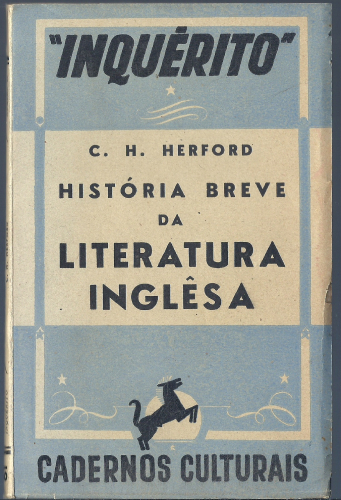 "INQUÉRITO"
C. H. HERFORD
HISTÓRIA BREVE
DA
LITERATURA
INGLÊSA
CADERNOS CULTURAIS